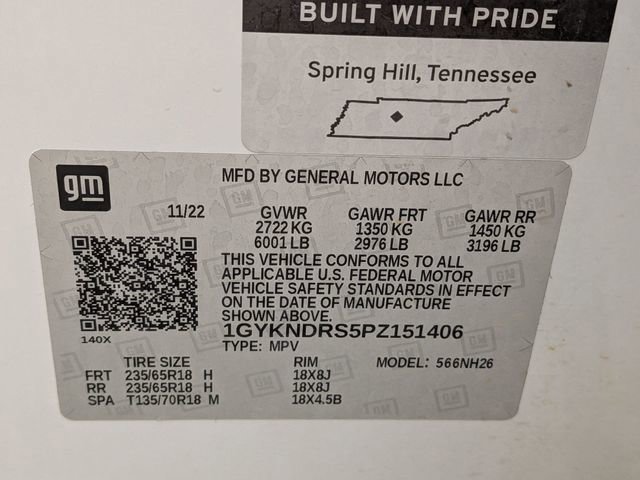 BUILT WITH PRIDE
Spring Hill, Tennessee
gm
MFD BY GENERAL MOTORS LLC
11/22 GVWR GAWR FRT GAWR RR
2722 KG 1350 KG 1450 KG
6001 LB 2976 LB 3196 LB
THIS VEHICLE CONFORMS TO ALL
APPLICABLE U.S. FEDERAL MOTOR
VEHICLE SAFETY STANDARDS IN EFFECT
ON THE DATE OF MANUFACTURE
SHOWN ABOVE.
1GYKNDRS5PZ151406
140X
TYPE: MPV MODEL: 566NH26
TIRE SIZE RIM
FRT 235/65R18 H 18X8J
RR 235/65R18 H 18X8J
SPA T135/70R18 M 18X4.5B